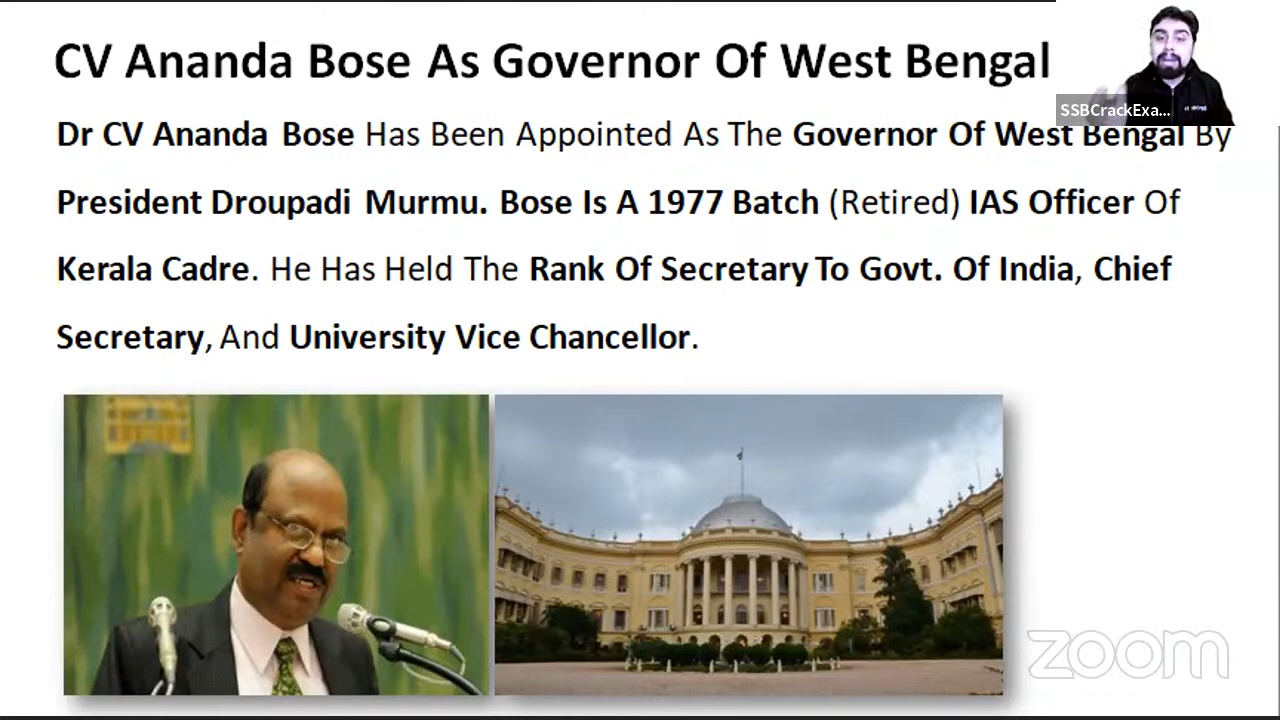 CV Ananda Bose As Governor Of West Bengal
SSBCrackExa...
Dr CV Ananda Bose Has Been Appointed As The Governor Of West Bengal By
President Droupadi Murmu. Bose Is A 1977 Batch (Retired) IAS Officer Of
Kerala Cadre. He Has Held The Rank Of Secretary To Govt. Of India, Chief
Secretary, And University Vice Chancellor.
zoom